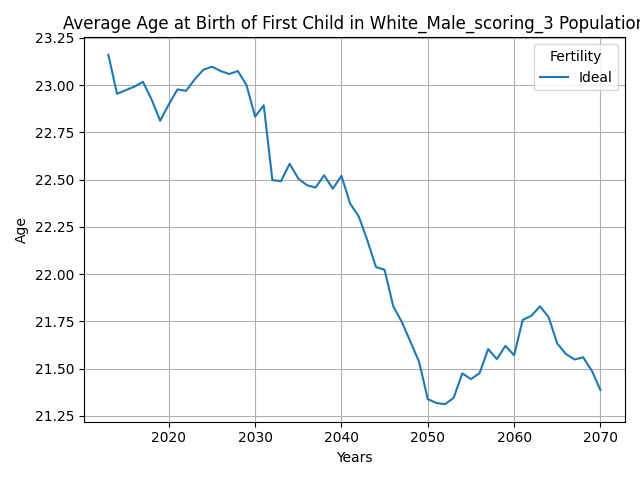 Average Age at Birth of First Child in White_Male_scoring_3 Population
23.25
23.00
22.75
22.50
22.25
22.00
21.75
21.50
21.25
Age
Fertility
Ideal
2020 2030 2040 2050 2060 2070
Years